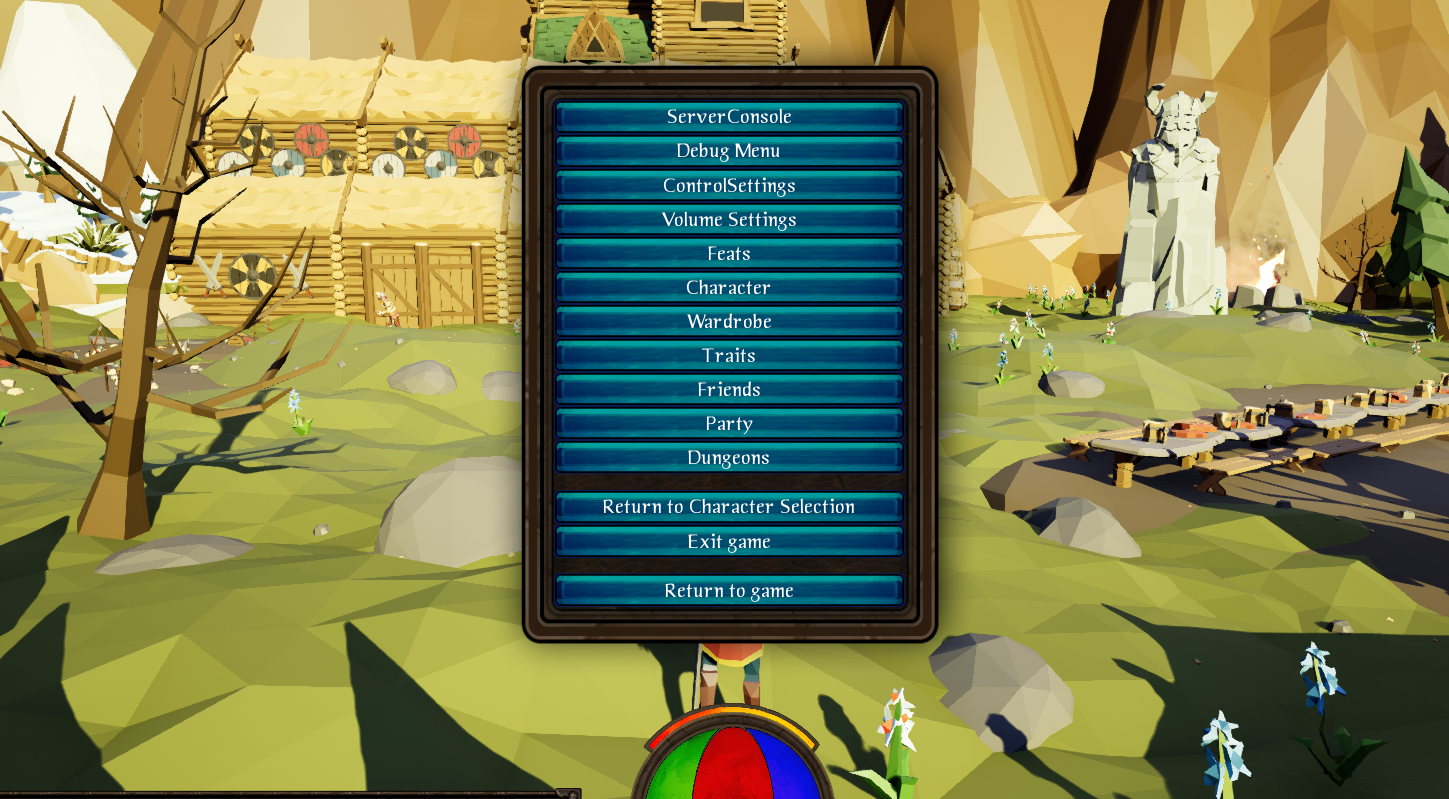 ServerConsole
Debug Menu
ControlSettings
Volume Settings
Feats
Character
Wardrobe
Traits
Friends
Party
Dungeons
Return to Character Selection
Exit game
Return to game